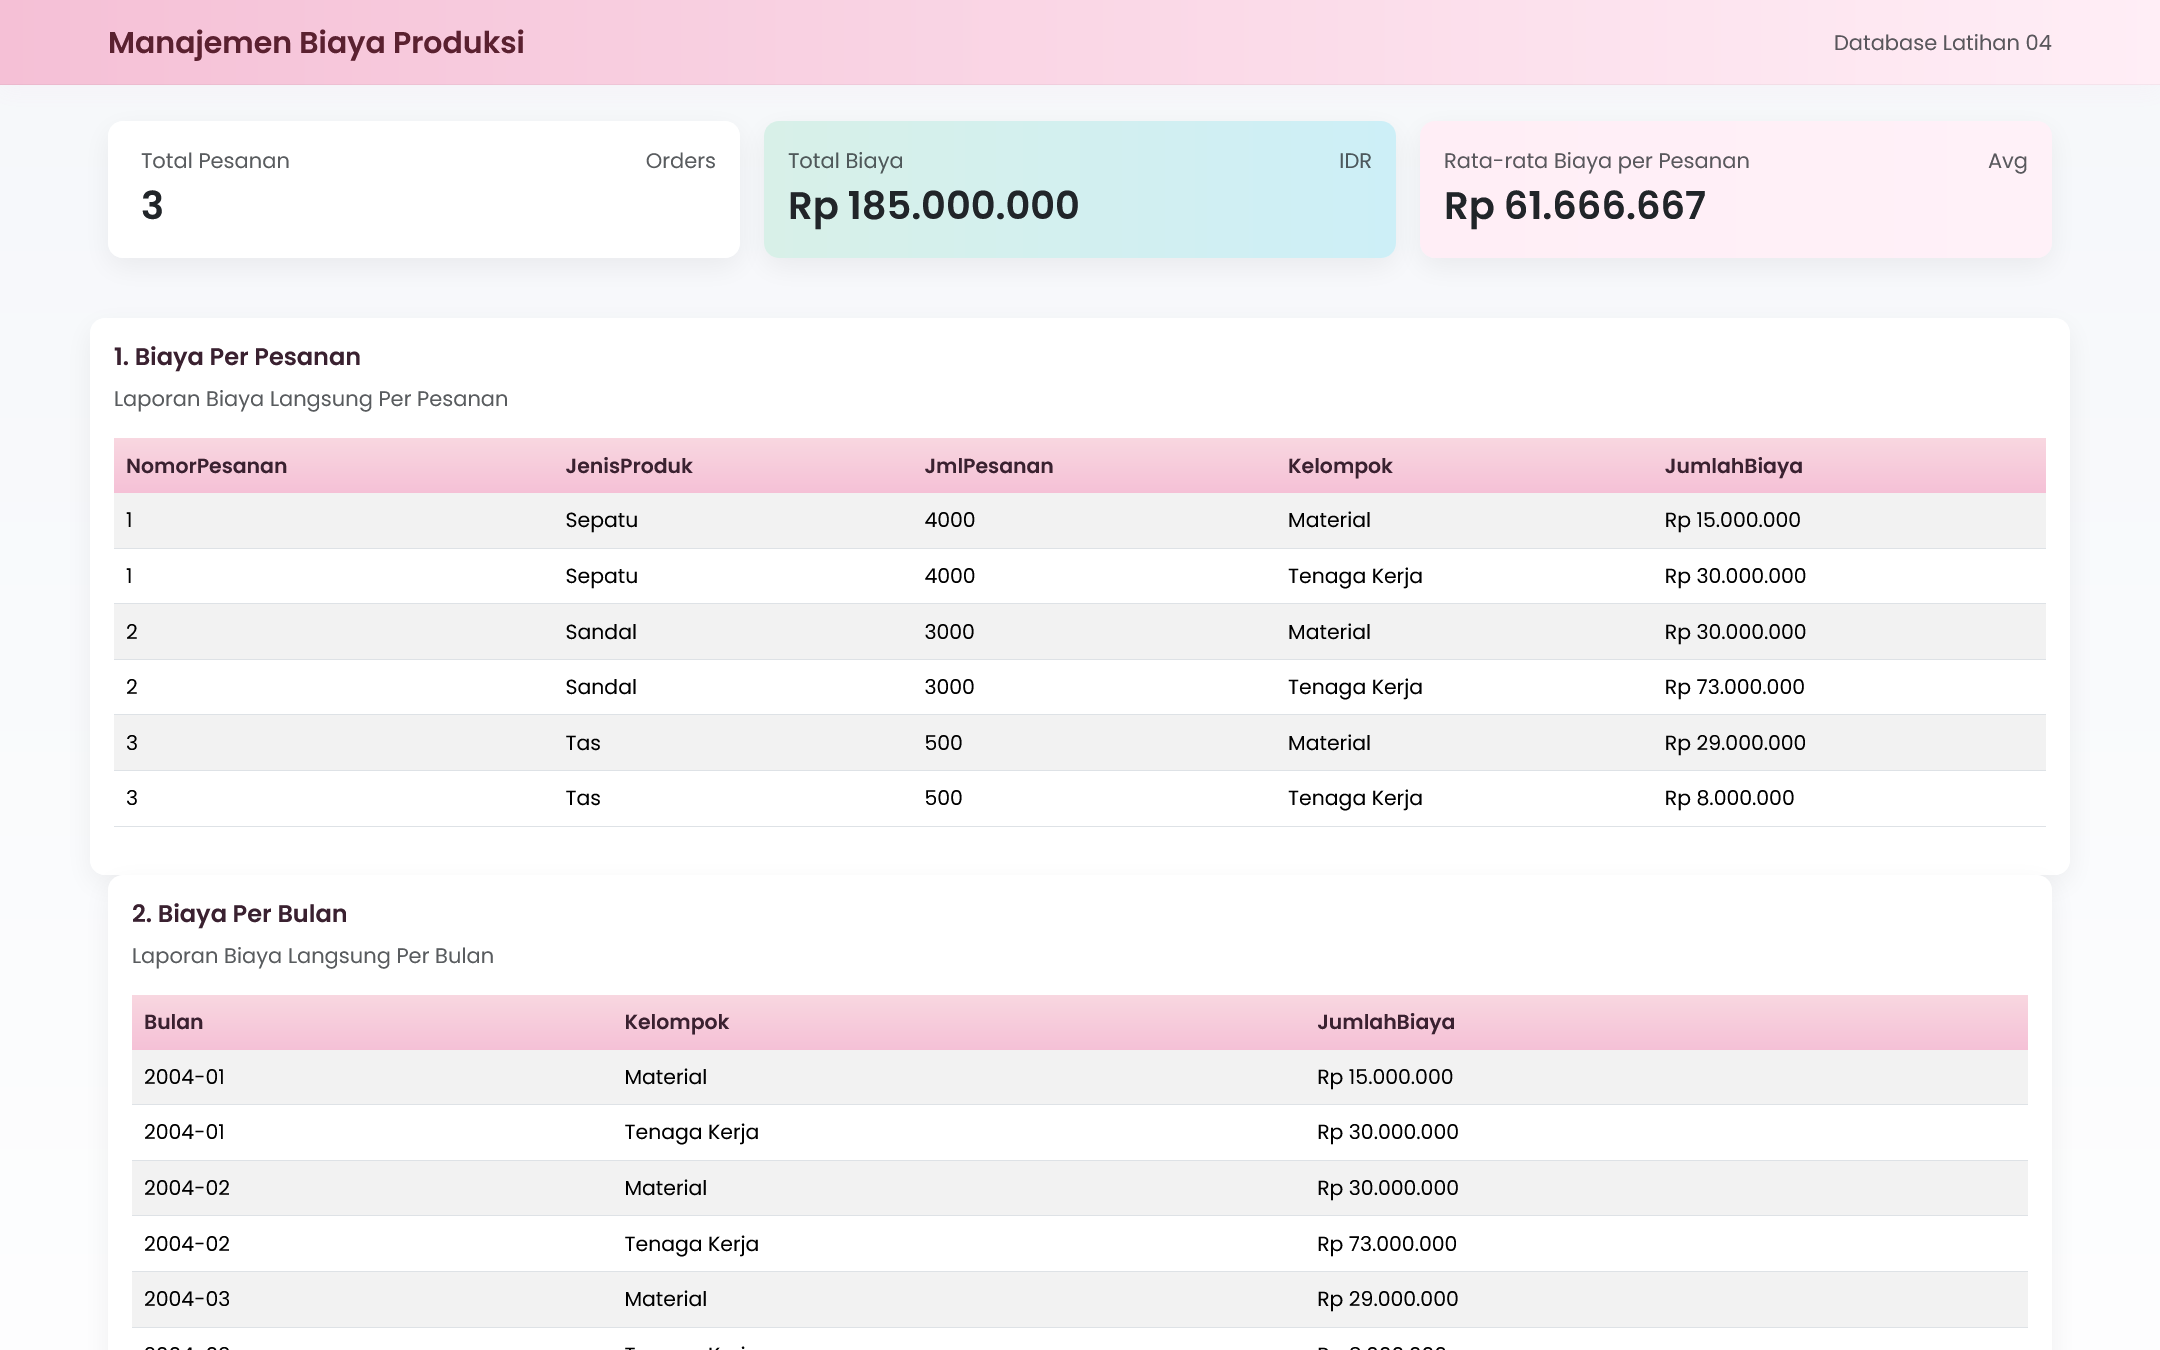 Manajemen Biaya Produksi Database Latihan 04
Total Pesanan Orders
3
Total Biaya IDR
Rp 185.000.000
Rata-rata Biaya per Pesanan Avg
Rp 61.666.667
1. Biaya Per Pesanan
Laporan Biaya Langsung Per Pesanan
NomorPesanan JenisProduk JmlPesanan Kelompok JumlahBiaya
1 Sepatu 4000 Material Rp 15.000.000
1 Sepatu 4000 Tenaga Kerja Rp 30.000.000
2 Sandal 3000 Material Rp 30.000.000
2 Sandal 3000 Tenaga Kerja Rp 73.000.000
3 Tas 500 Material Rp 29.000.000
3 Tas 500 Tenaga Kerja Rp 8.000.000
2. Biaya Per Bulan
Laporan Biaya Langsung Per Bulan
Bulan Kelompok JumlahBiaya
2004-01 Material Rp 15.000.000
2004-01 Tenaga Kerja Rp 30.000.000
2004-02 Material Rp 30.000.000
2004-02 Tenaga Kerja Rp 73.000.000
2004-03 Material Rp 29.000.000